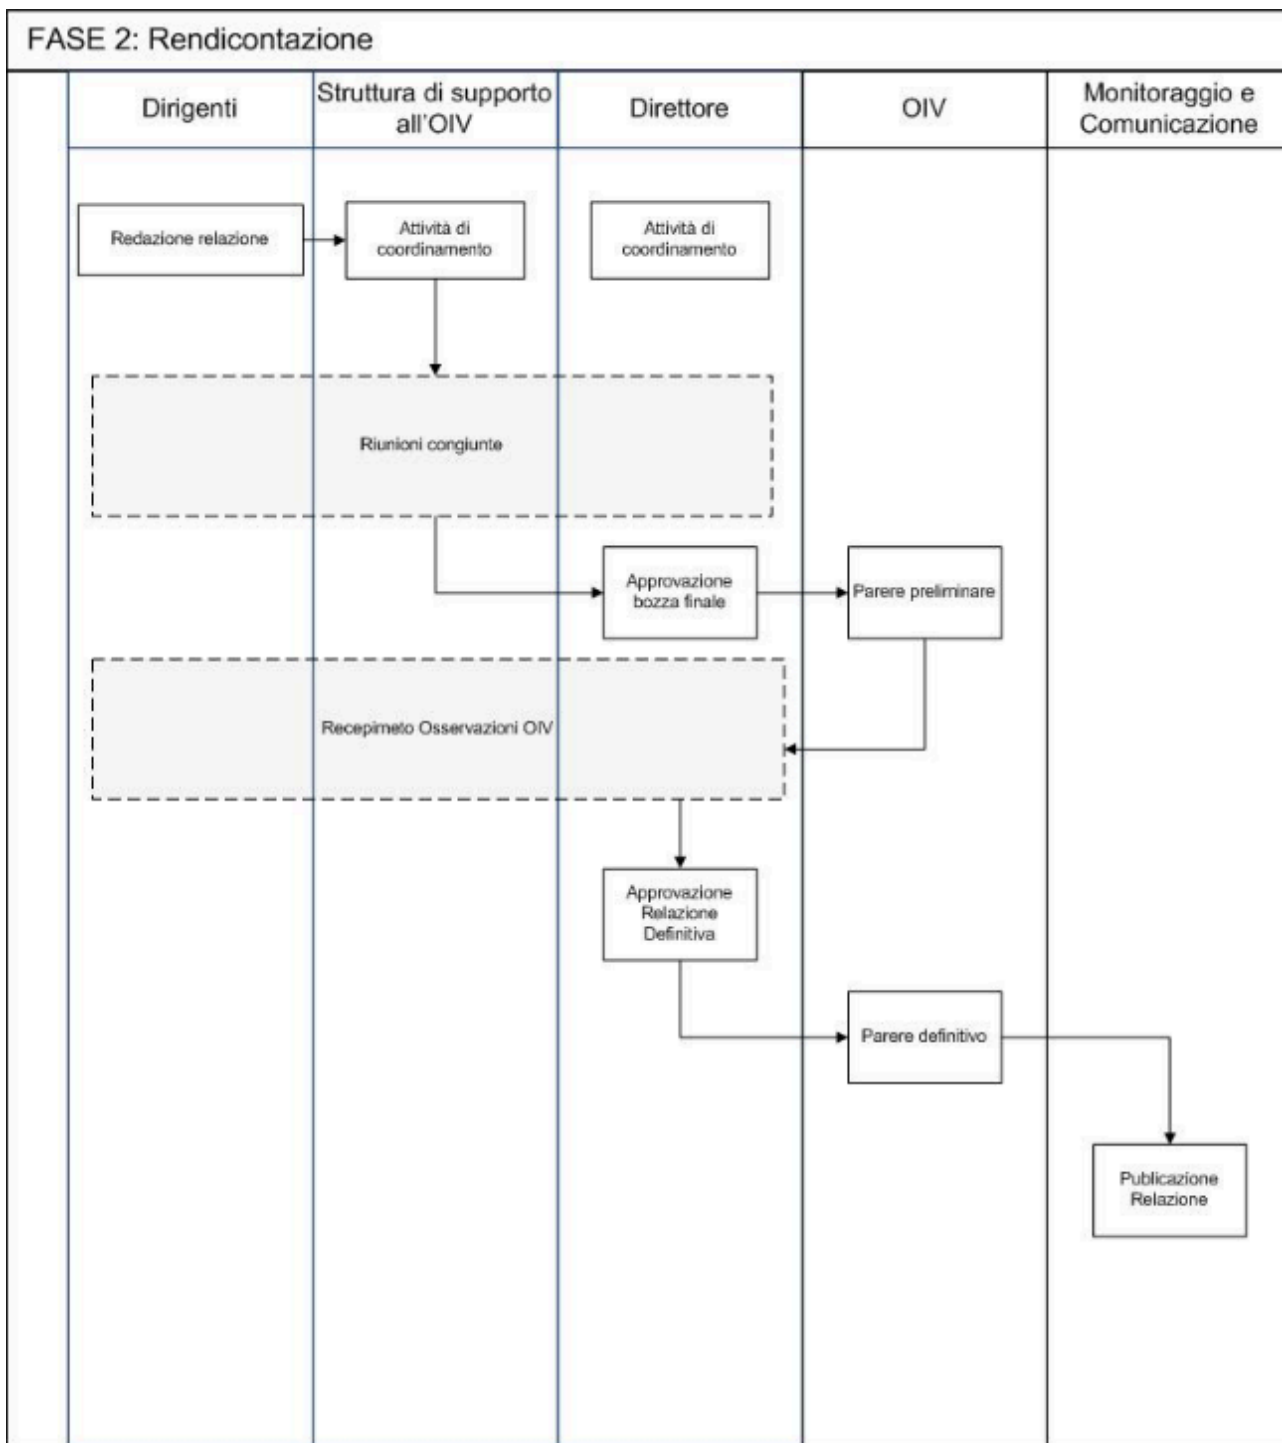 FASE 2: Rendicontazione
Dirigenti
Struttura di supporto
all'OIV
Direttore
OIV
Monitoraggio e
Comunicazione
Redazione relazione
Attività di
coordinamento
Attività di
coordinamento
Riunioni congiunte
Approvazione
bozza finale
Parere preliminare
Recepimeto Osservazioni OIV
Approvazione
Relazione
Definitiva
Parere definitivo
Publicazione
Relazione